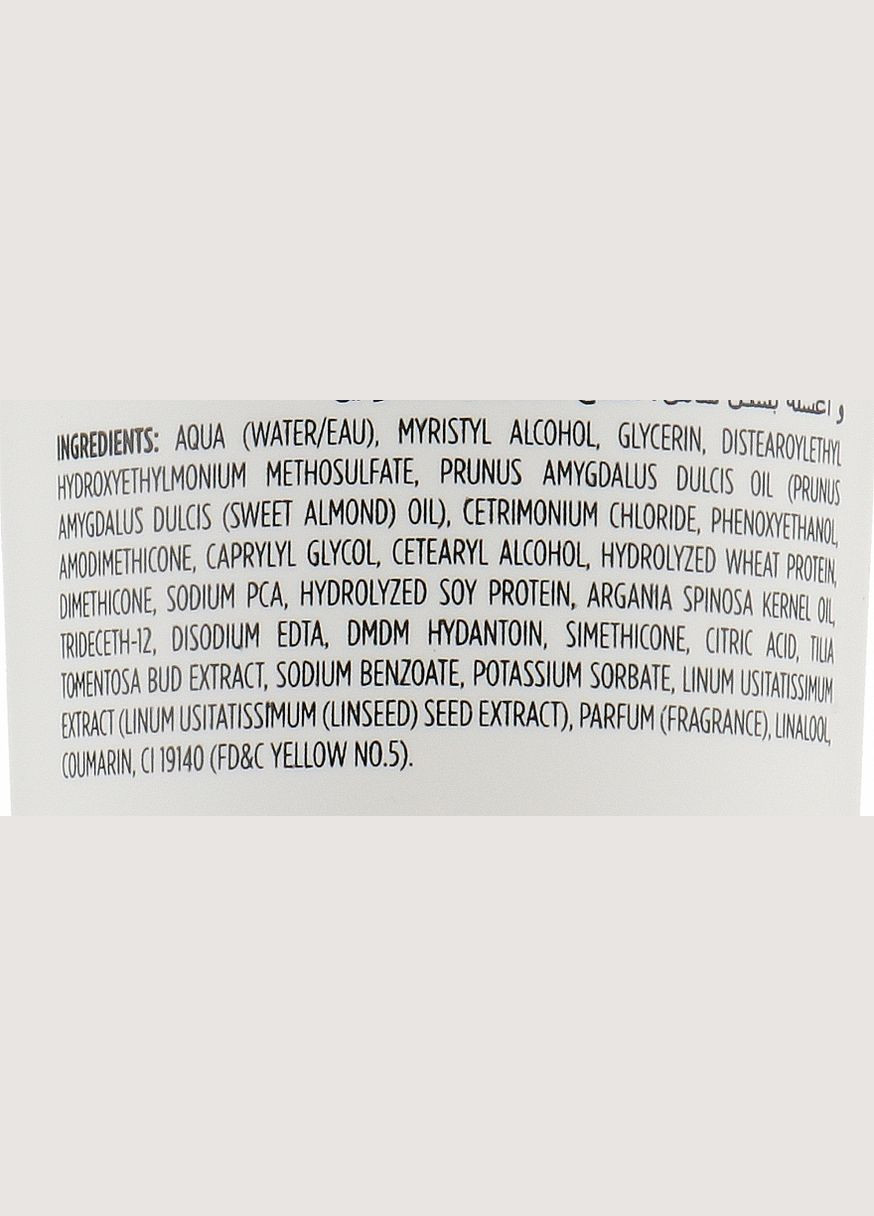 و اغسله
INGREDIENTS: AQUA (WATER/EAU), MYRISTYL ALCOHOL, GLYCERIN, DISTEAROYLETHYL
HYDROXYETHYLMONIUM METHOSULFATE, PRUNUS AMYGDALUS DULCIS OIL (PRUNUS
AMYGDALUS DULCIS (SWEET ALMOND) OIL), CETRIMONIUM CHLORIDE, PHENOXYETHANOL,
AMODIMETHICONE, CAPRYLYL GLYCOL, CETEARYL ALCOHOL, HYDROLYZED WHEAT PROTEIN,
DIMETHICONE, SODIUM PCA, HYDROLYZED SOY PROTEIN, ARGANIA SPINOSA KERNEL OIL,
TRIDECETH-12, DISODIUM EDTA, DMDM HYDANTOIN, SIMETHICONE, CITRIC ACID, TILIA
TOMENTOSA BUD EXTRACT, SODIUM BENZOATE, POTASSIUM SORBATE, LINUM USITATISSIMUM
EXTRACT (LINUM USITATISSIMUM (LINSEED) SEED EXTRACT), PARFUM (FRAGRANCE), LINALOOL,
COUMARIN, CI 19140 (FD&C YELLOW NO.5).